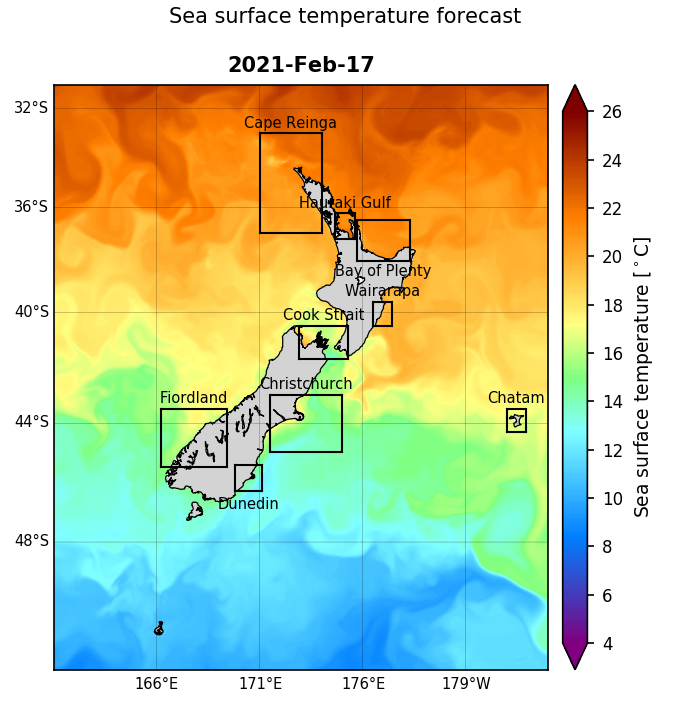 Sea surface temperature forecast
2021-Feb-17
32°S
36°S
40°S
44°S
48°S
Cape Reinga
Hauraki Gulf
Bay of Plenty
Wairarapa
Cook Strait
Christchurch
Fiordland
Chatam
Dunedin
166°E
171°E
176°E
179°W
26
24
22
20
18
16
14
12
10
8
6
4
Sea surface temperature [°C]